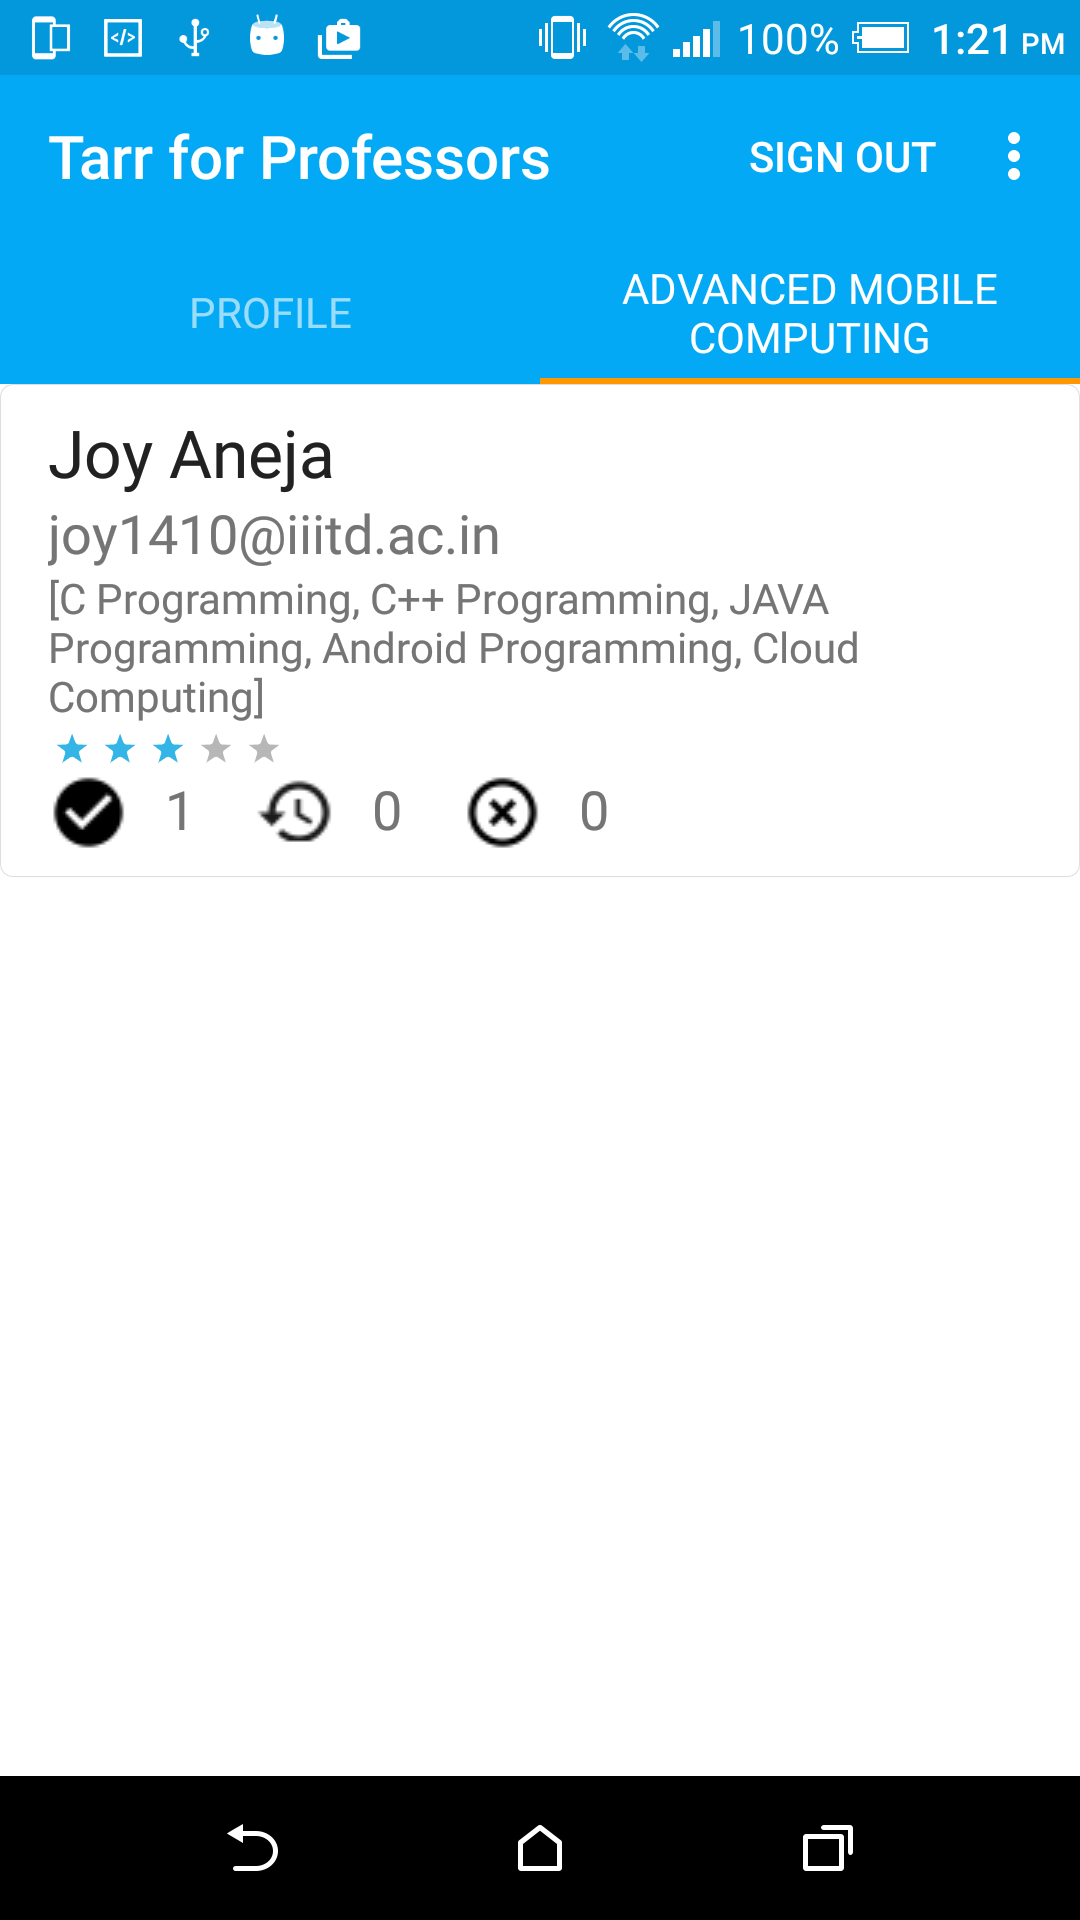 100% 1:21 PM
Tarr for Professors SIGN OUT
PROFILE
ADVANCED MOBILE
COMPUTING
Joy Aneja
joy1410@iiitd.ac.in
[C Programming, C++ Programming, JAVA
Programming, Android Programming, Cloud
Computing]
1 0 0